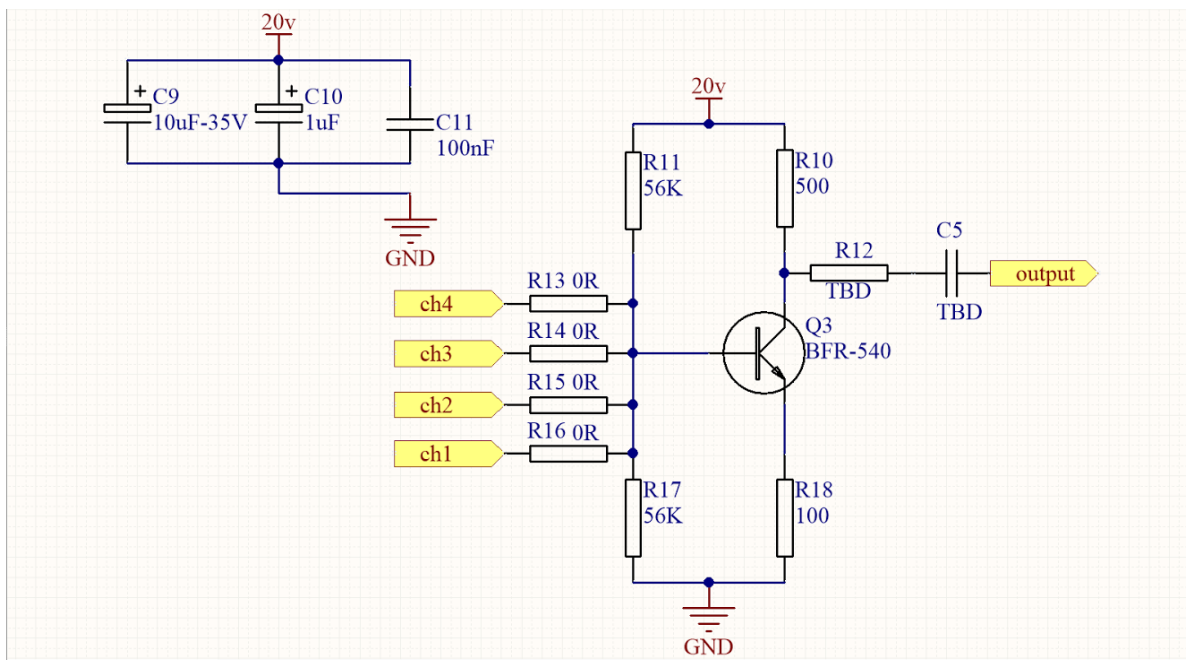 20v
C9
10uF-35V
C10
1uF
C11
100nF
GND
20v
R11
56K
R10
500
C5
R12
TBD
TBD
output
R13 0R
ch4
R14 0R
ch3
Q3
BFR-540
R15 0R
ch2
R16 0R
ch1
R17
56K
R18
100
GND